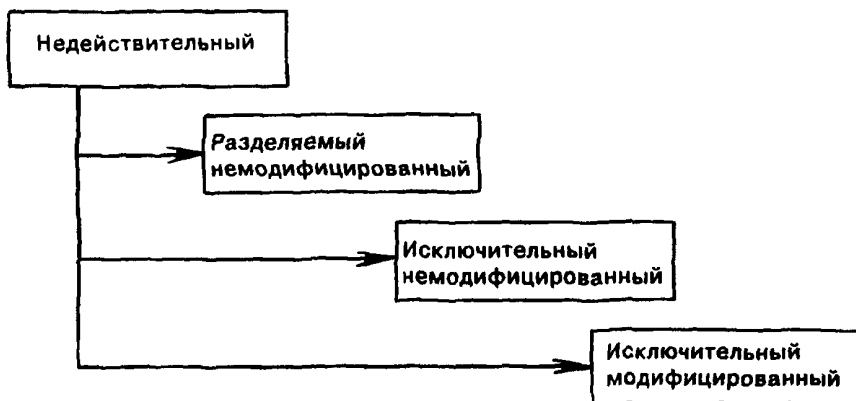 Недействительный
Разделяемый
немодифицированный
Исключительный
немодифицированный
Исключительный
модифицированный